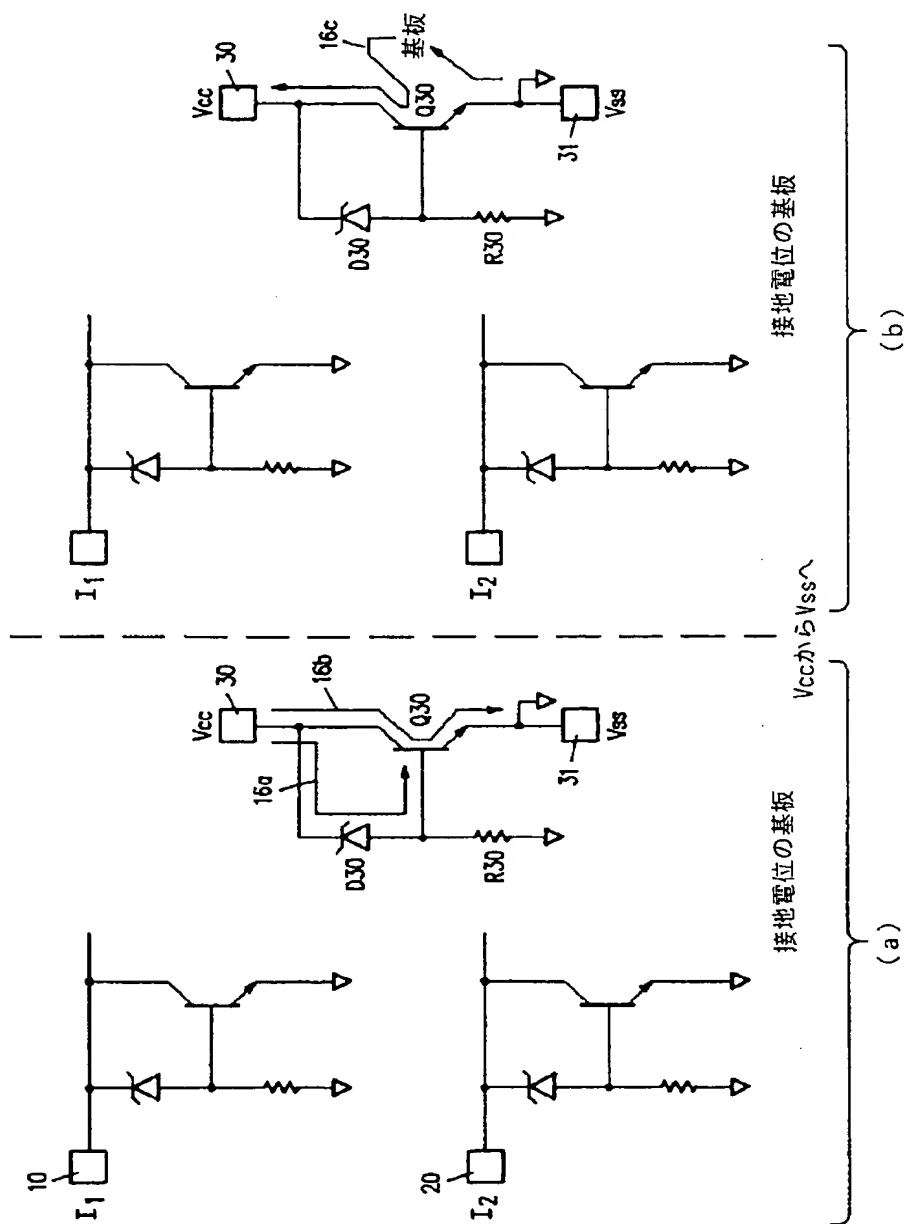 10
I1
20
I2
Vcc
30
16a
16b
Q30
D30
R30
31
Vss
接地電位の基板
(a)
VccからVssへ
I1
I2
Vcc
30
16c
基板
Q30
D30
R30
31
Vss
接地電位の基板
(b)